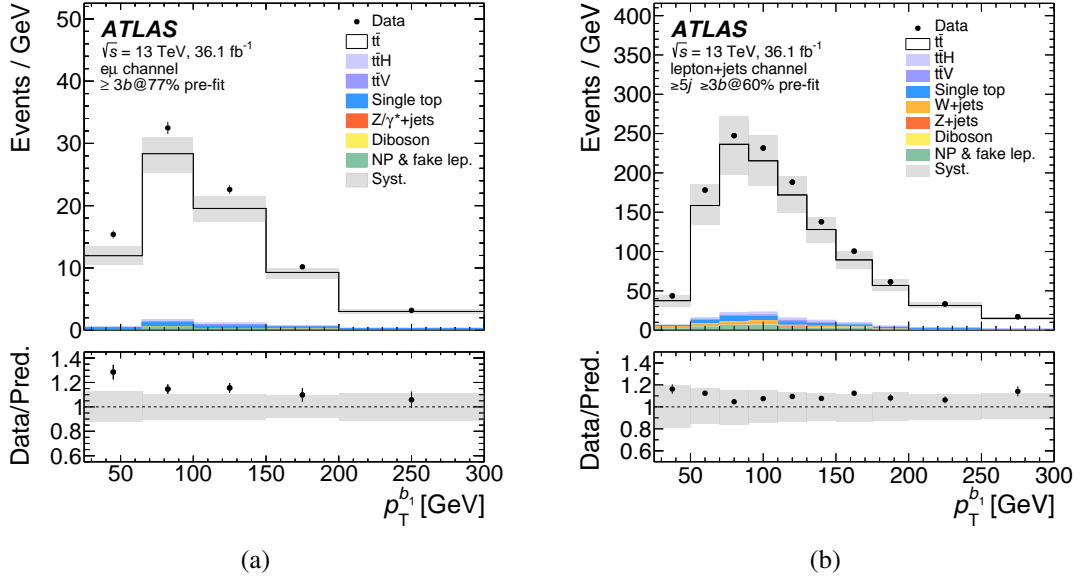 ATLAS
√s = 13 TeV, 36.1 fb⁻¹
eμ channel
≥ 3b@77% pre-fit
Data
tt̄
tt̄H
tt̄V
Single top
Z/γ*+jets
Diboson
NP & fake lep.
Syst.
Events / GeV
50
40
30
20
10
0
Data/Pred.
1.4
1.2
1
0.8
0.6
50 100 150 200 250 300
p_T^{b₁} [GeV]
(a)
ATLAS
√s = 13 TeV, 36.1 fb⁻¹
lepton+jets channel
≥5j ≥3b@60% pre-fit
Data
tt̄
tt̄H
tt̄V
Single top
W+jets
Z+jets
Diboson
NP & fake lep.
Syst.
Events / GeV
400
350
300
250
200
150
100
50
0
Data/Pred.
1.4
1.2
1
0.8
0.6
50 100 150 200 250 300
p_T^{b₁} [GeV]
(b)